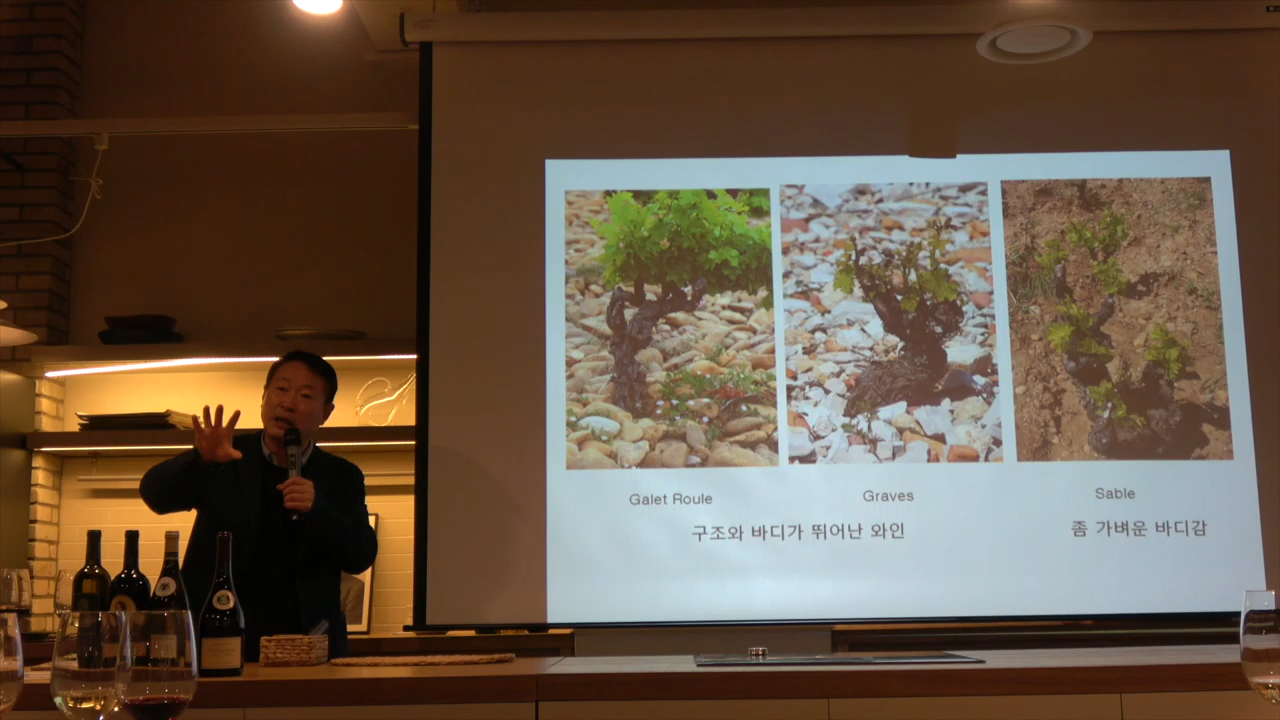 Galet Roule
Graves
Sable
구조와 바디가 뛰어난 와인
좀 가벼운 바디감